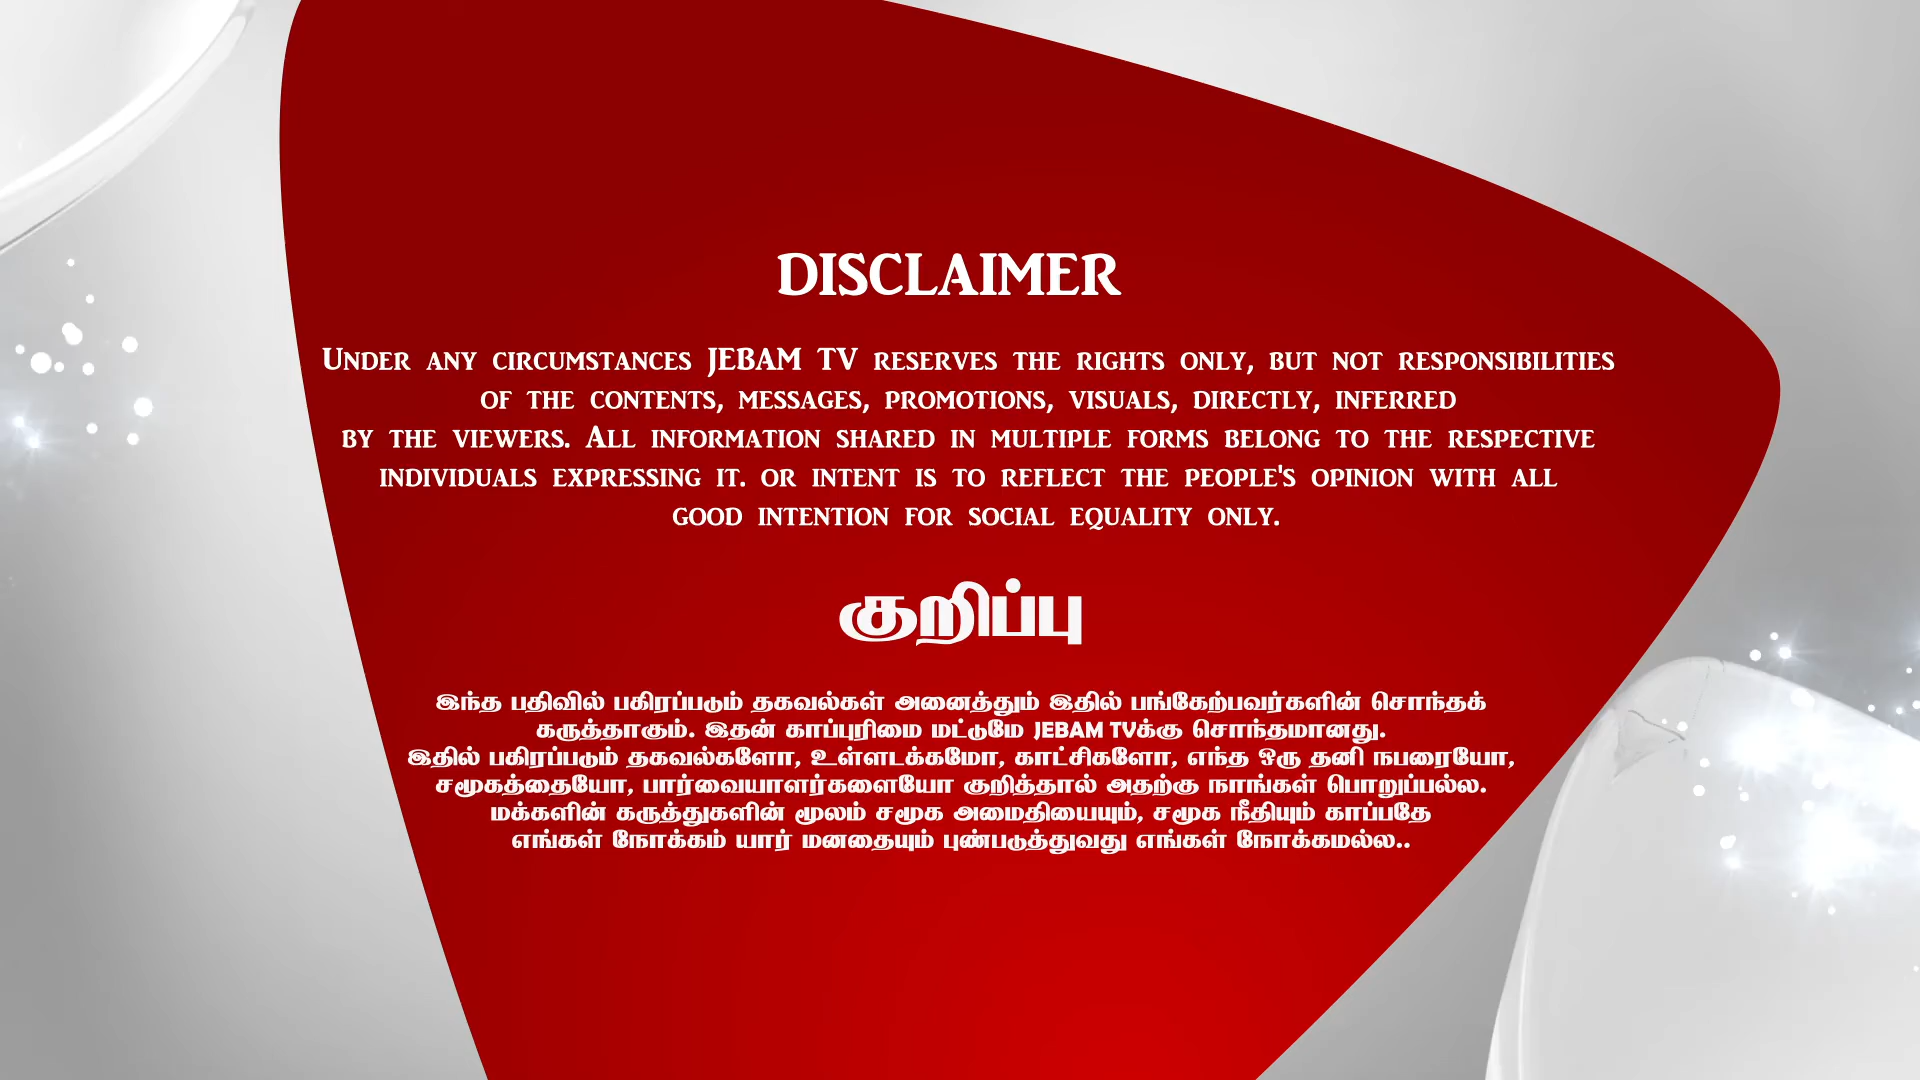 DISCLAIMER
Under any circumstances JEBAM TV reserves the rights only, but not responsibilities
of the contents, messages, promotions, visuals, directly, inferred
by the viewers. All information shared in multiple forms belong to the respective
individuals expressing it. or intent is to reflect the people's opinion with all
good intention for social equality only.
குறிப்பு
இந்த பதிவில் பகிரப்படும் தகவல்கள் அனைத்தும் இதில் பங்கேற்பவர்களின் சொந்தக்
கருத்தாகும். இதன் காப்புரிமை மட்டுமே JEBAM TVக்கு சொந்தமானது.
இதில் பகிரப்படும் தகவல்களோ, உள்ளடக்கமோ, காட்சிகளோ, எந்த ஒரு தனி நபரையோ,
சமூகத்தையோ, பார்வையாளர்களையோ குறித்தால் அதற்கு நாங்கள் பொறுப்பல்ல.
மக்களின் கருத்துகளின் மூலம் சமூக அமைதியையும், சமூக நீதியும் காப்பதே
எங்கள் நோக்கம் யார் மனதையும் புண்படுத்துவது எங்கள் நோக்கமல்ல..